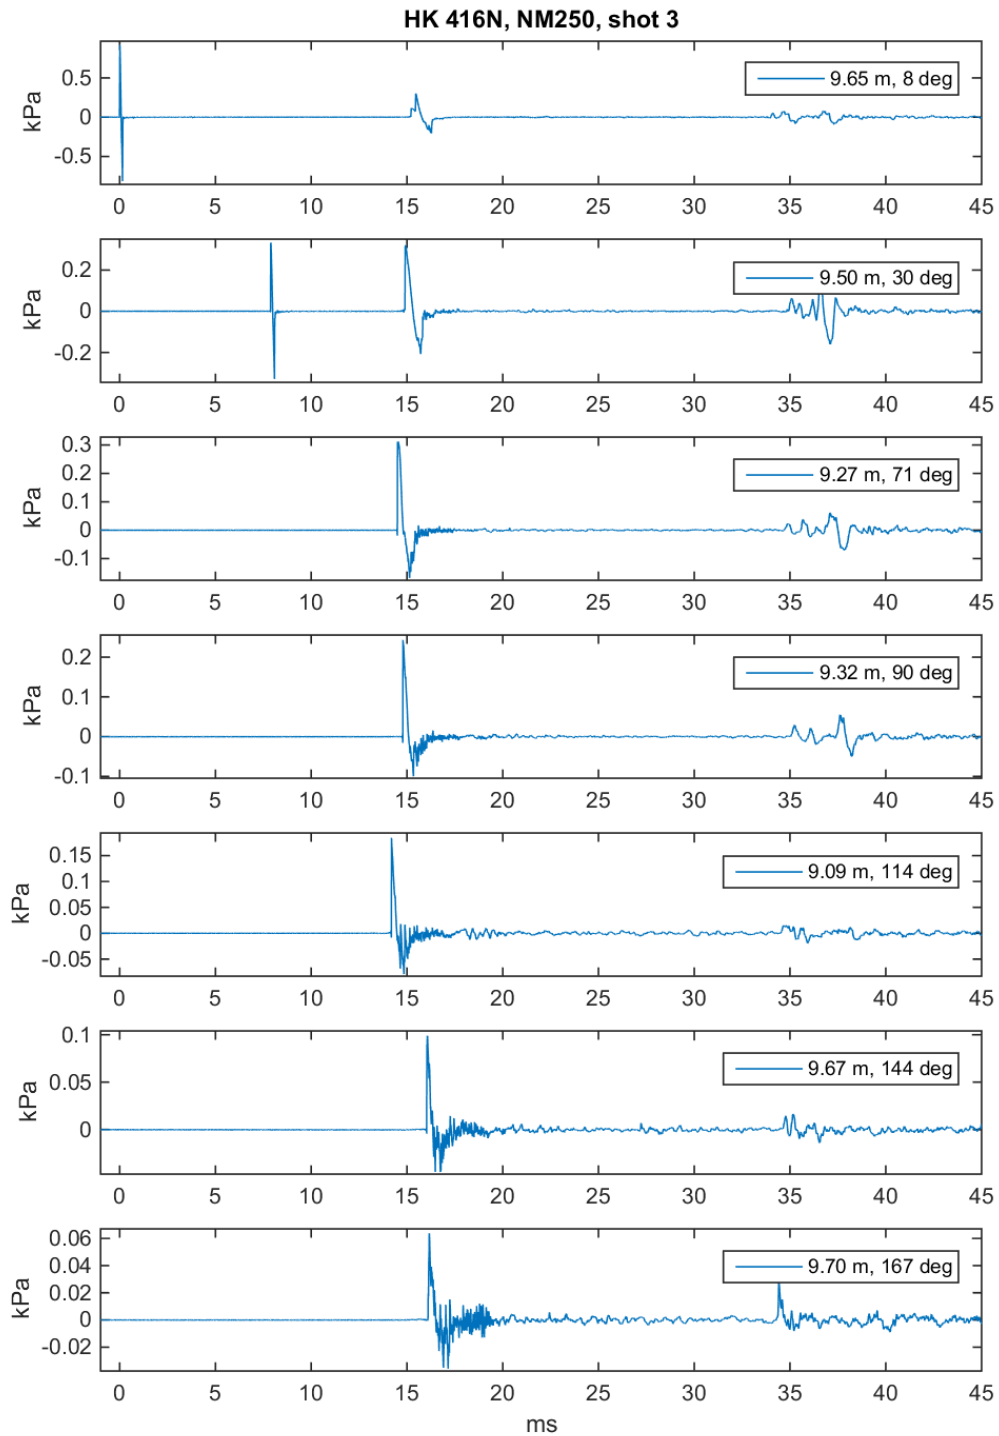 HK 416N, NM250, shot 3
kPa
0.5
0
-0.5
9.65 m, 8 deg
0 5 10 15 20 25 30 35 40 45
kPa
0.2
0
-0.2
9.50 m, 30 deg
0 5 10 15 20 25 30 35 40 45
kPa
0.3
0.2
0.1
0
-0.1
9.27 m, 71 deg
0 5 10 15 20 25 30 35 40 45
kPa
0.2
0.1
0
-0.1
9.32 m, 90 deg
0 5 10 15 20 25 30 35 40 45
kPa
0.15
0.1
0.05
0
-0.05
9.09 m, 114 deg
0 5 10 15 20 25 30 35 40 45
kPa
0.1
0.05
0
9.67 m, 144 deg
0 5 10 15 20 25 30 35 40 45
kPa
0.06
0.04
0.02
0
-0.02
9.70 m, 167 deg
0 5 10 15 20 25 30 35 40 45
ms